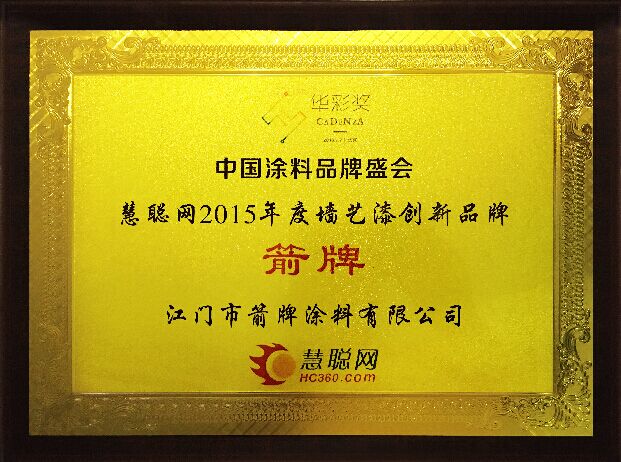 华彩奖
CADENZA
中国涂料品牌盛会
慧聪网2015年度墙艺漆创新品牌
箭牌
江门市箭牌涂料有限公司
慧聪网
HC360.com